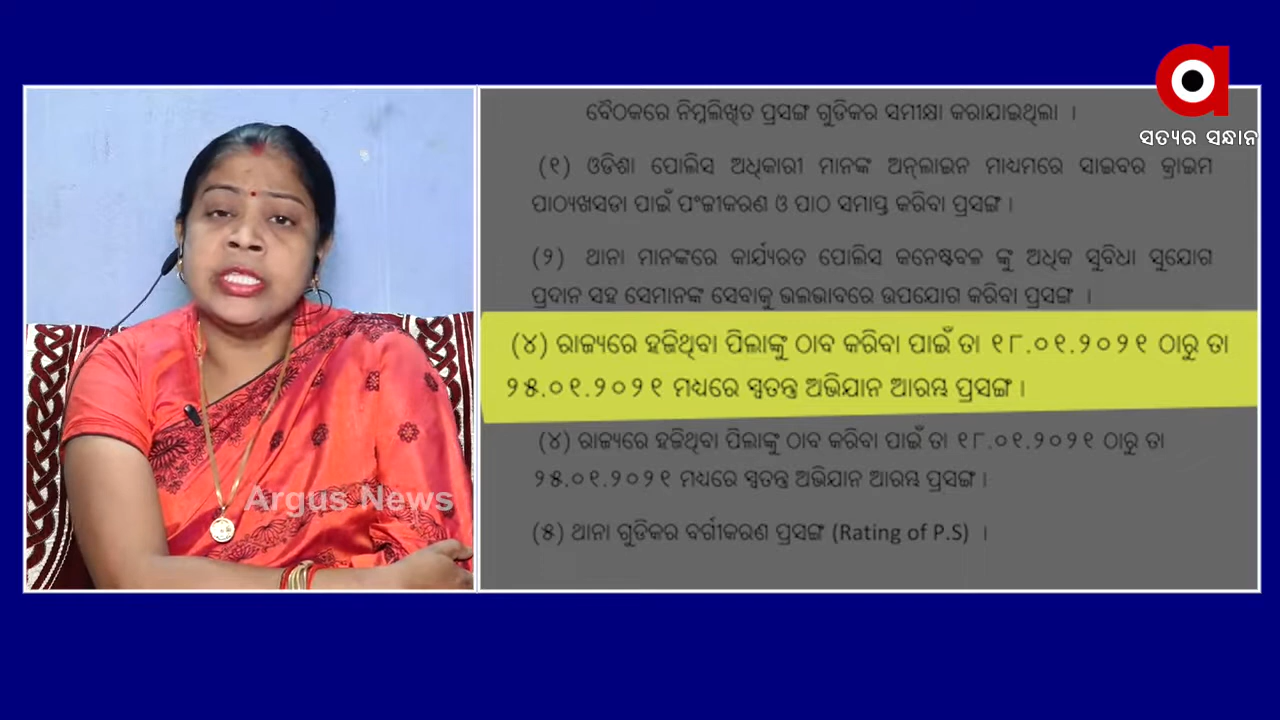 ସତ୍ୟର ସନ୍ଧାନ
ବୈଠକରେ ନିମ୍ନଲିଖିତ ପ୍ରସଙ୍ଗ ଗୁଡିକର ସମୀକ୍ଷା କରାଯାଇଥିଲା ।
(୧) ଓଡିଶା ପୋଲିସ ଅଧିକାରୀ ମାନଙ୍କ ଅନ୍‌ଲାଇନ ମାଧ୍ୟମରେ ସାଇବର କ୍ରାଇମ
ପାଠ୍ୟଖସଡା ପାଇଁ ପଂଜୀକରଣ ଓ ପାଠ ସମାପ୍ତ କରିବା ପ୍ରସଙ୍ଗ ।
(୨) ଥାନା ମାନଙ୍କରେ କାର୍ଯ୍ୟରତ ପୋଲିସ କନେଷ୍ଟବଳ ଙ୍କୁ ଅଧିକ ସୁବିଧା ସୁଯୋଗ
ପ୍ରଦାନ ସହ ସେମାନଙ୍କ ସେବାକୁ ଭଲଭାବରେ ଉପଯୋଗ କରିବା ପ୍ରସଙ୍ଗ ।
(୪) ରାଜ୍ୟରେ ହଜିଥିବା ପିଲାଙ୍କୁ ଠାବ କରିବା ପାଇଁ ତା ୧୮.୦୧.୨୦୨୧ ଠାରୁ ତା
୨୫.୦୧.୨୦୨୧ ମଧ୍ୟରେ ସ୍ୱତନ୍ତ୍ର ଅଭିଯାନ ଆରମ୍ଭ ପ୍ରସଙ୍ଗ ।
(୪) ରାଜ୍ୟରେ ହଜିଥିବା ପିଲାଙ୍କୁ ଠାବ କରିବା ପାଇଁ ତା ୧୮.୦୧.୨୦୨୧ ଠାରୁ ତା
୨୫.୦୧.୨୦୨୧ ମଧ୍ୟରେ ସ୍ୱତନ୍ତ୍ର ଅଭିଯାନ ଆରମ୍ଭ ପ୍ରସଙ୍ଗ ।
(୫) ଥାନା ଗୁଡିକର ବର୍ଗୀକରଣ ପ୍ରସଙ୍ଗ (Rating of P.S) ।
Argus News